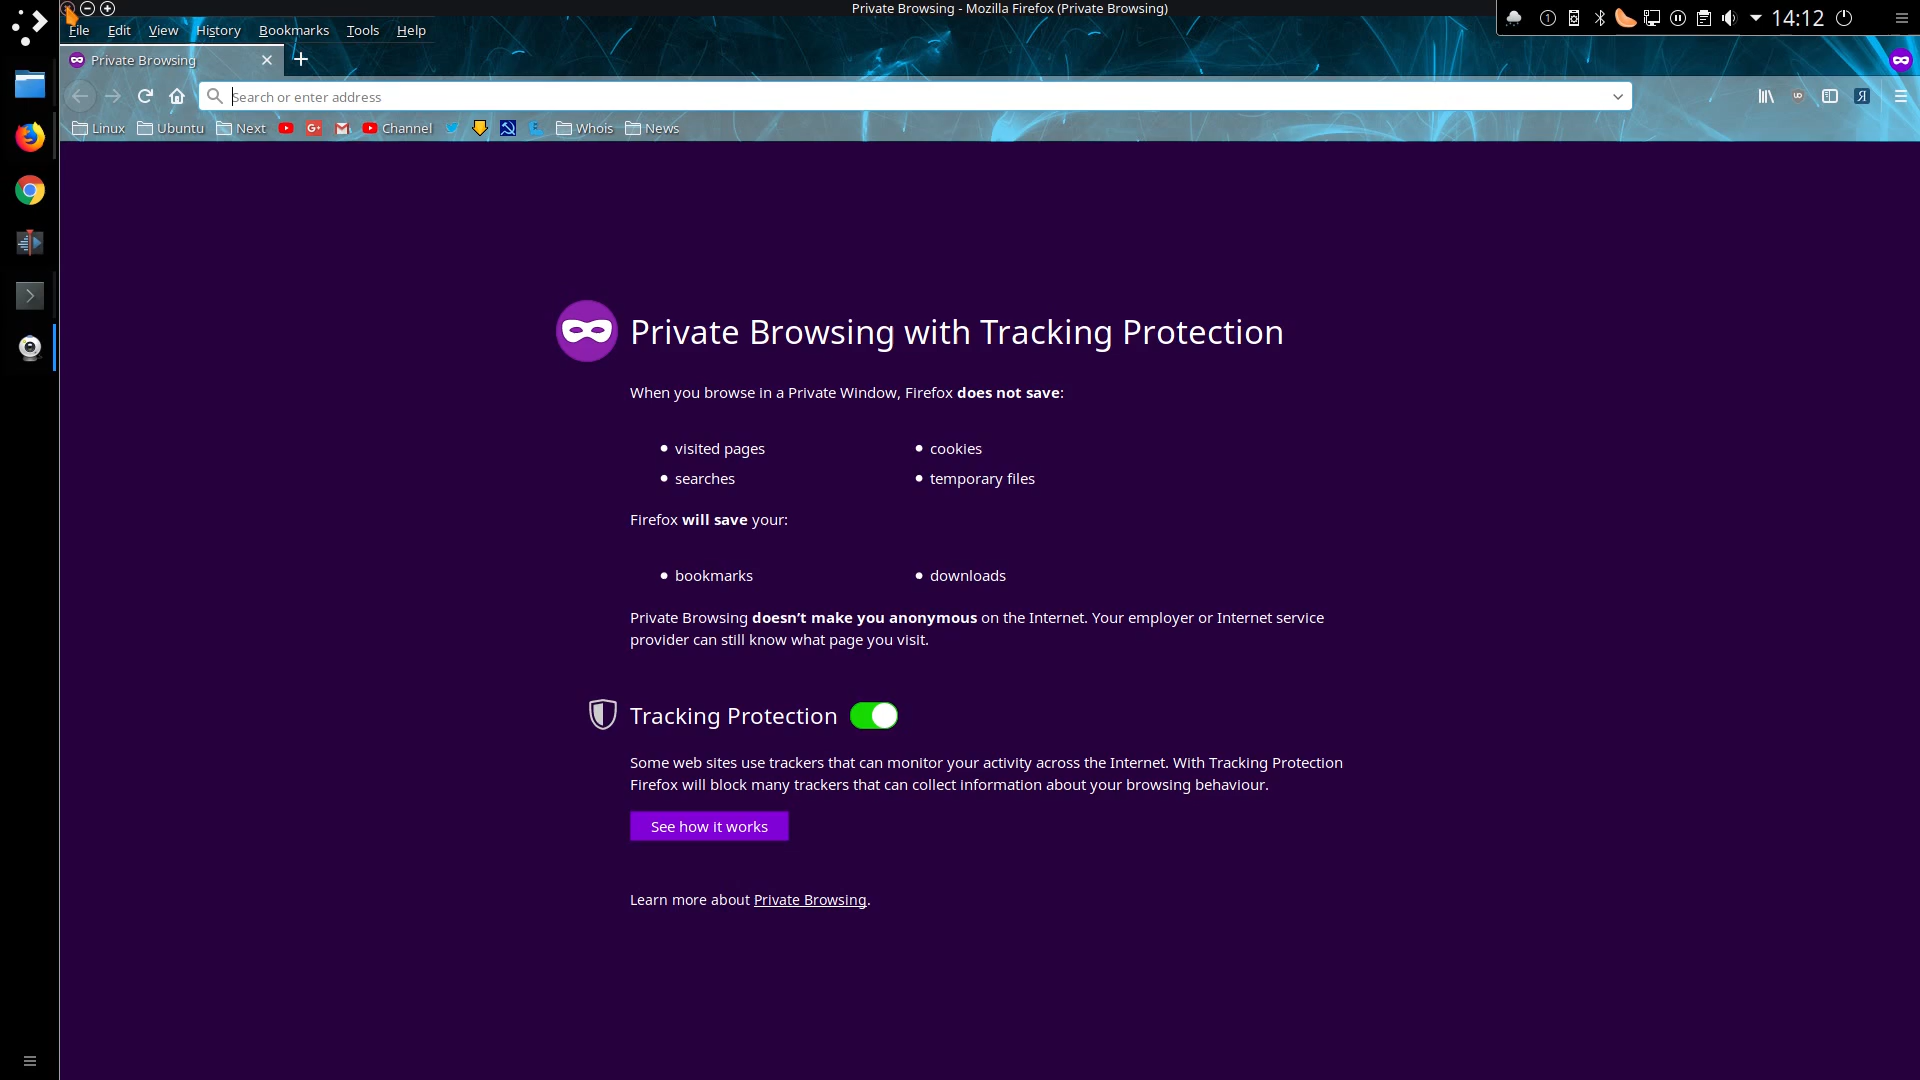 Private Browsing - Mozilla Firefox (Private Browsing)
14:12
File Edit View History Bookmarks Tools Help
Private Browsing
Search or enter address
Linux Ubuntu Next Channel Whois News
Private Browsing with Tracking Protection
When you browse in a Private Window, Firefox does not save:
visited pages cookies
searches temporary files
Firefox will save your:
bookmarks downloads
Private Browsing doesn’t make you anonymous on the Internet. Your employer or Internet service
provider can still know what page you visit.
Tracking Protection
Some web sites use trackers that can monitor your activity across the Internet. With Tracking Protection
Firefox will block many trackers that can collect information about your browsing behaviour.
See how it works
Learn more about Private Browsing.